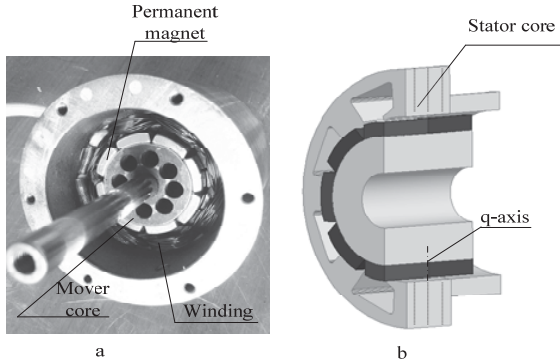 Permanent
magnet
Stator core
q-axis
Mover
core
Winding
a
b